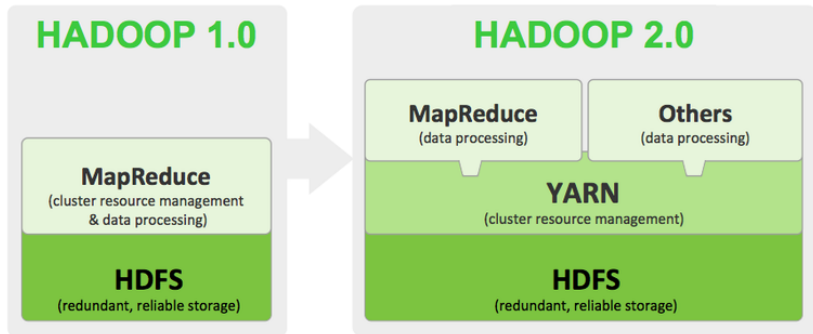 HADOOP 1.0
MapReduce
(cluster resource management
& data processing)
HDFS
(redundant, reliable storage)
HADOOP 2.0
MapReduce
(data processing)
Others
(data processing)
YARN
(cluster resource management)
HDFS
(redundant, reliable storage)